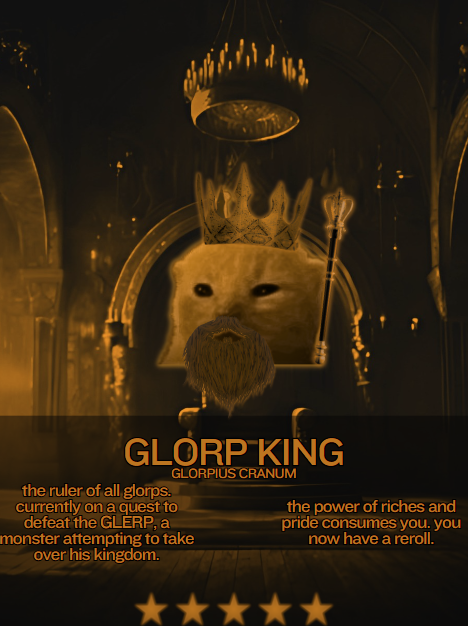 GLORP KING
GLORPIUS CRANUM
the ruler of all glorps.
currently on a quest to
defeat the GLERP, a
monster attempting to take
over his kingdom.
the power of riches and
pride consumes you. you
now have a reroll.